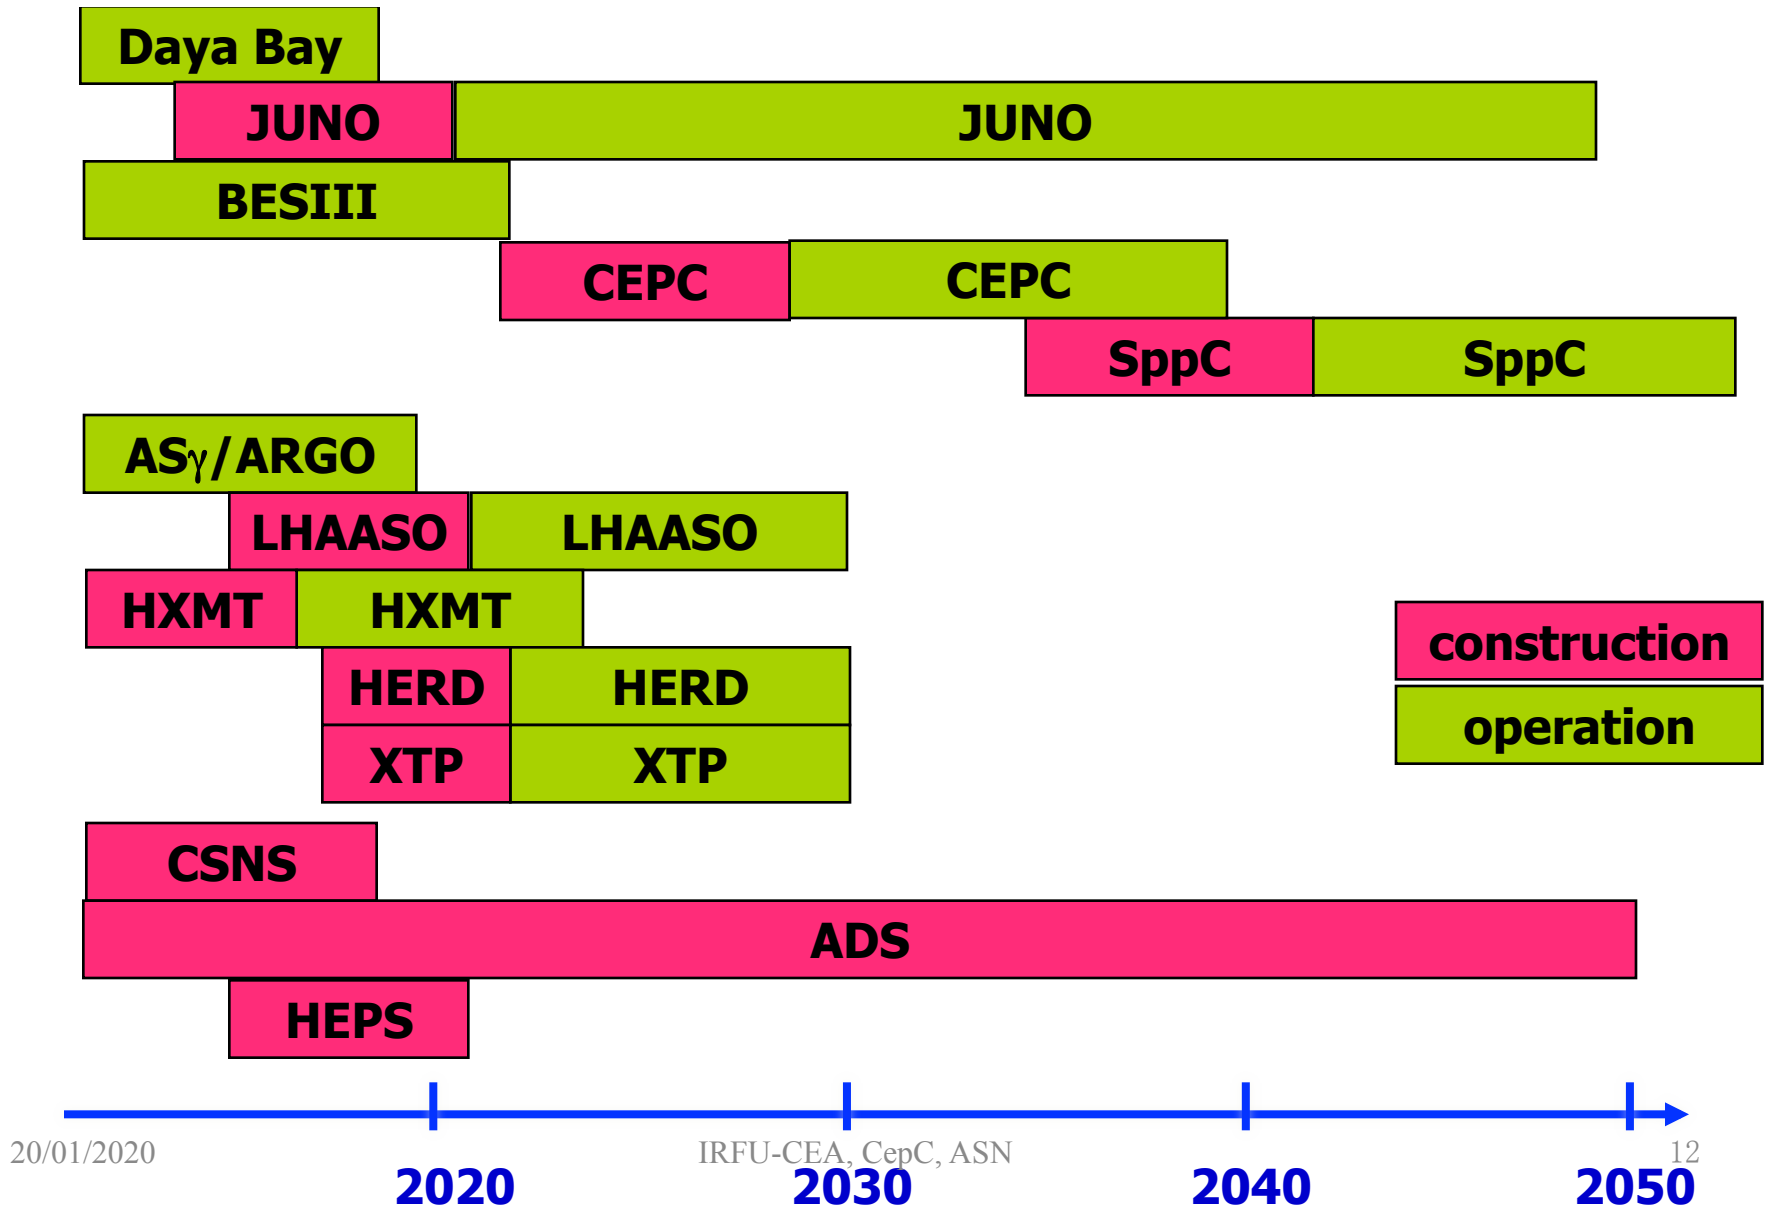 Daya Bay
JUNO JUNO
BESIII
CEPC CEPC
SppC SppC
ASγ/ARGO
LHAASO LHAASO
HXMT HXMT
construction
HERD HERD
operation
XTP XTP
CSNS
ADS
HEPS
20/01/2020 IRFU-CEA, CepC, ASN 12
2020 2030 2040 2050